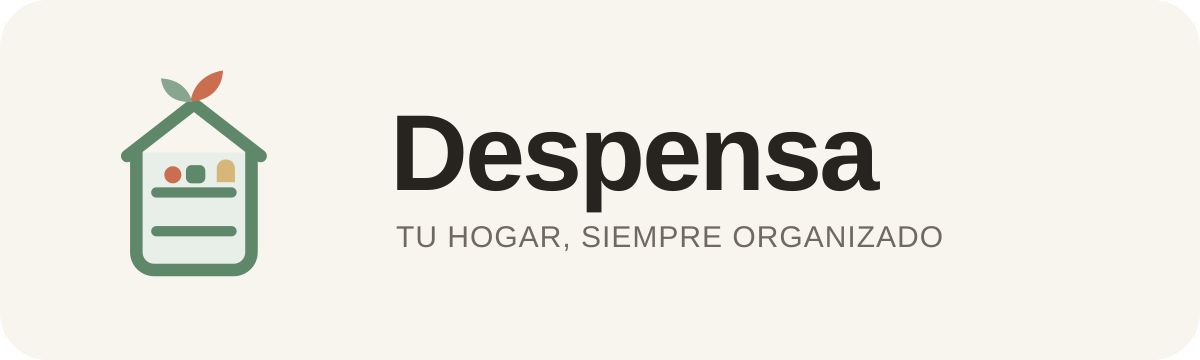 Despensa
TU HOGAR, SIEMPRE ORGANIZADO